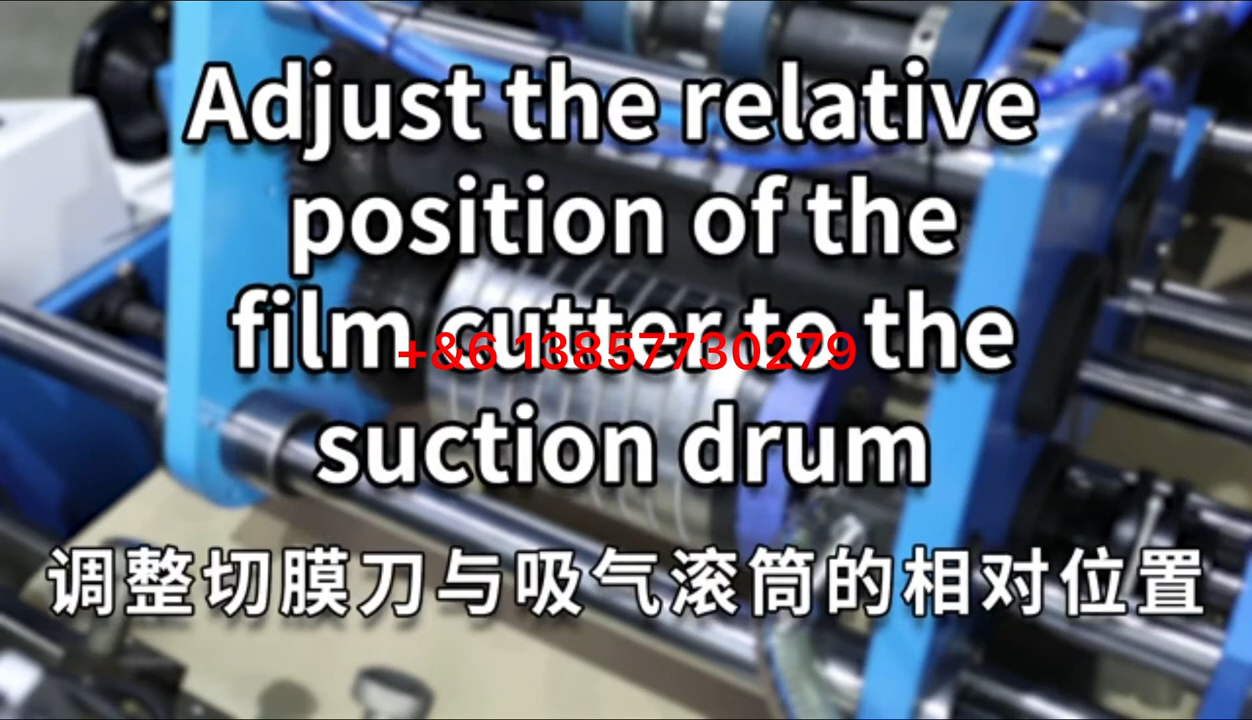 Adjust the relative
position of the
film cutter to the
+&6 13857730279
suction drum
调整切膜刀与吸气滚筒的相对位置